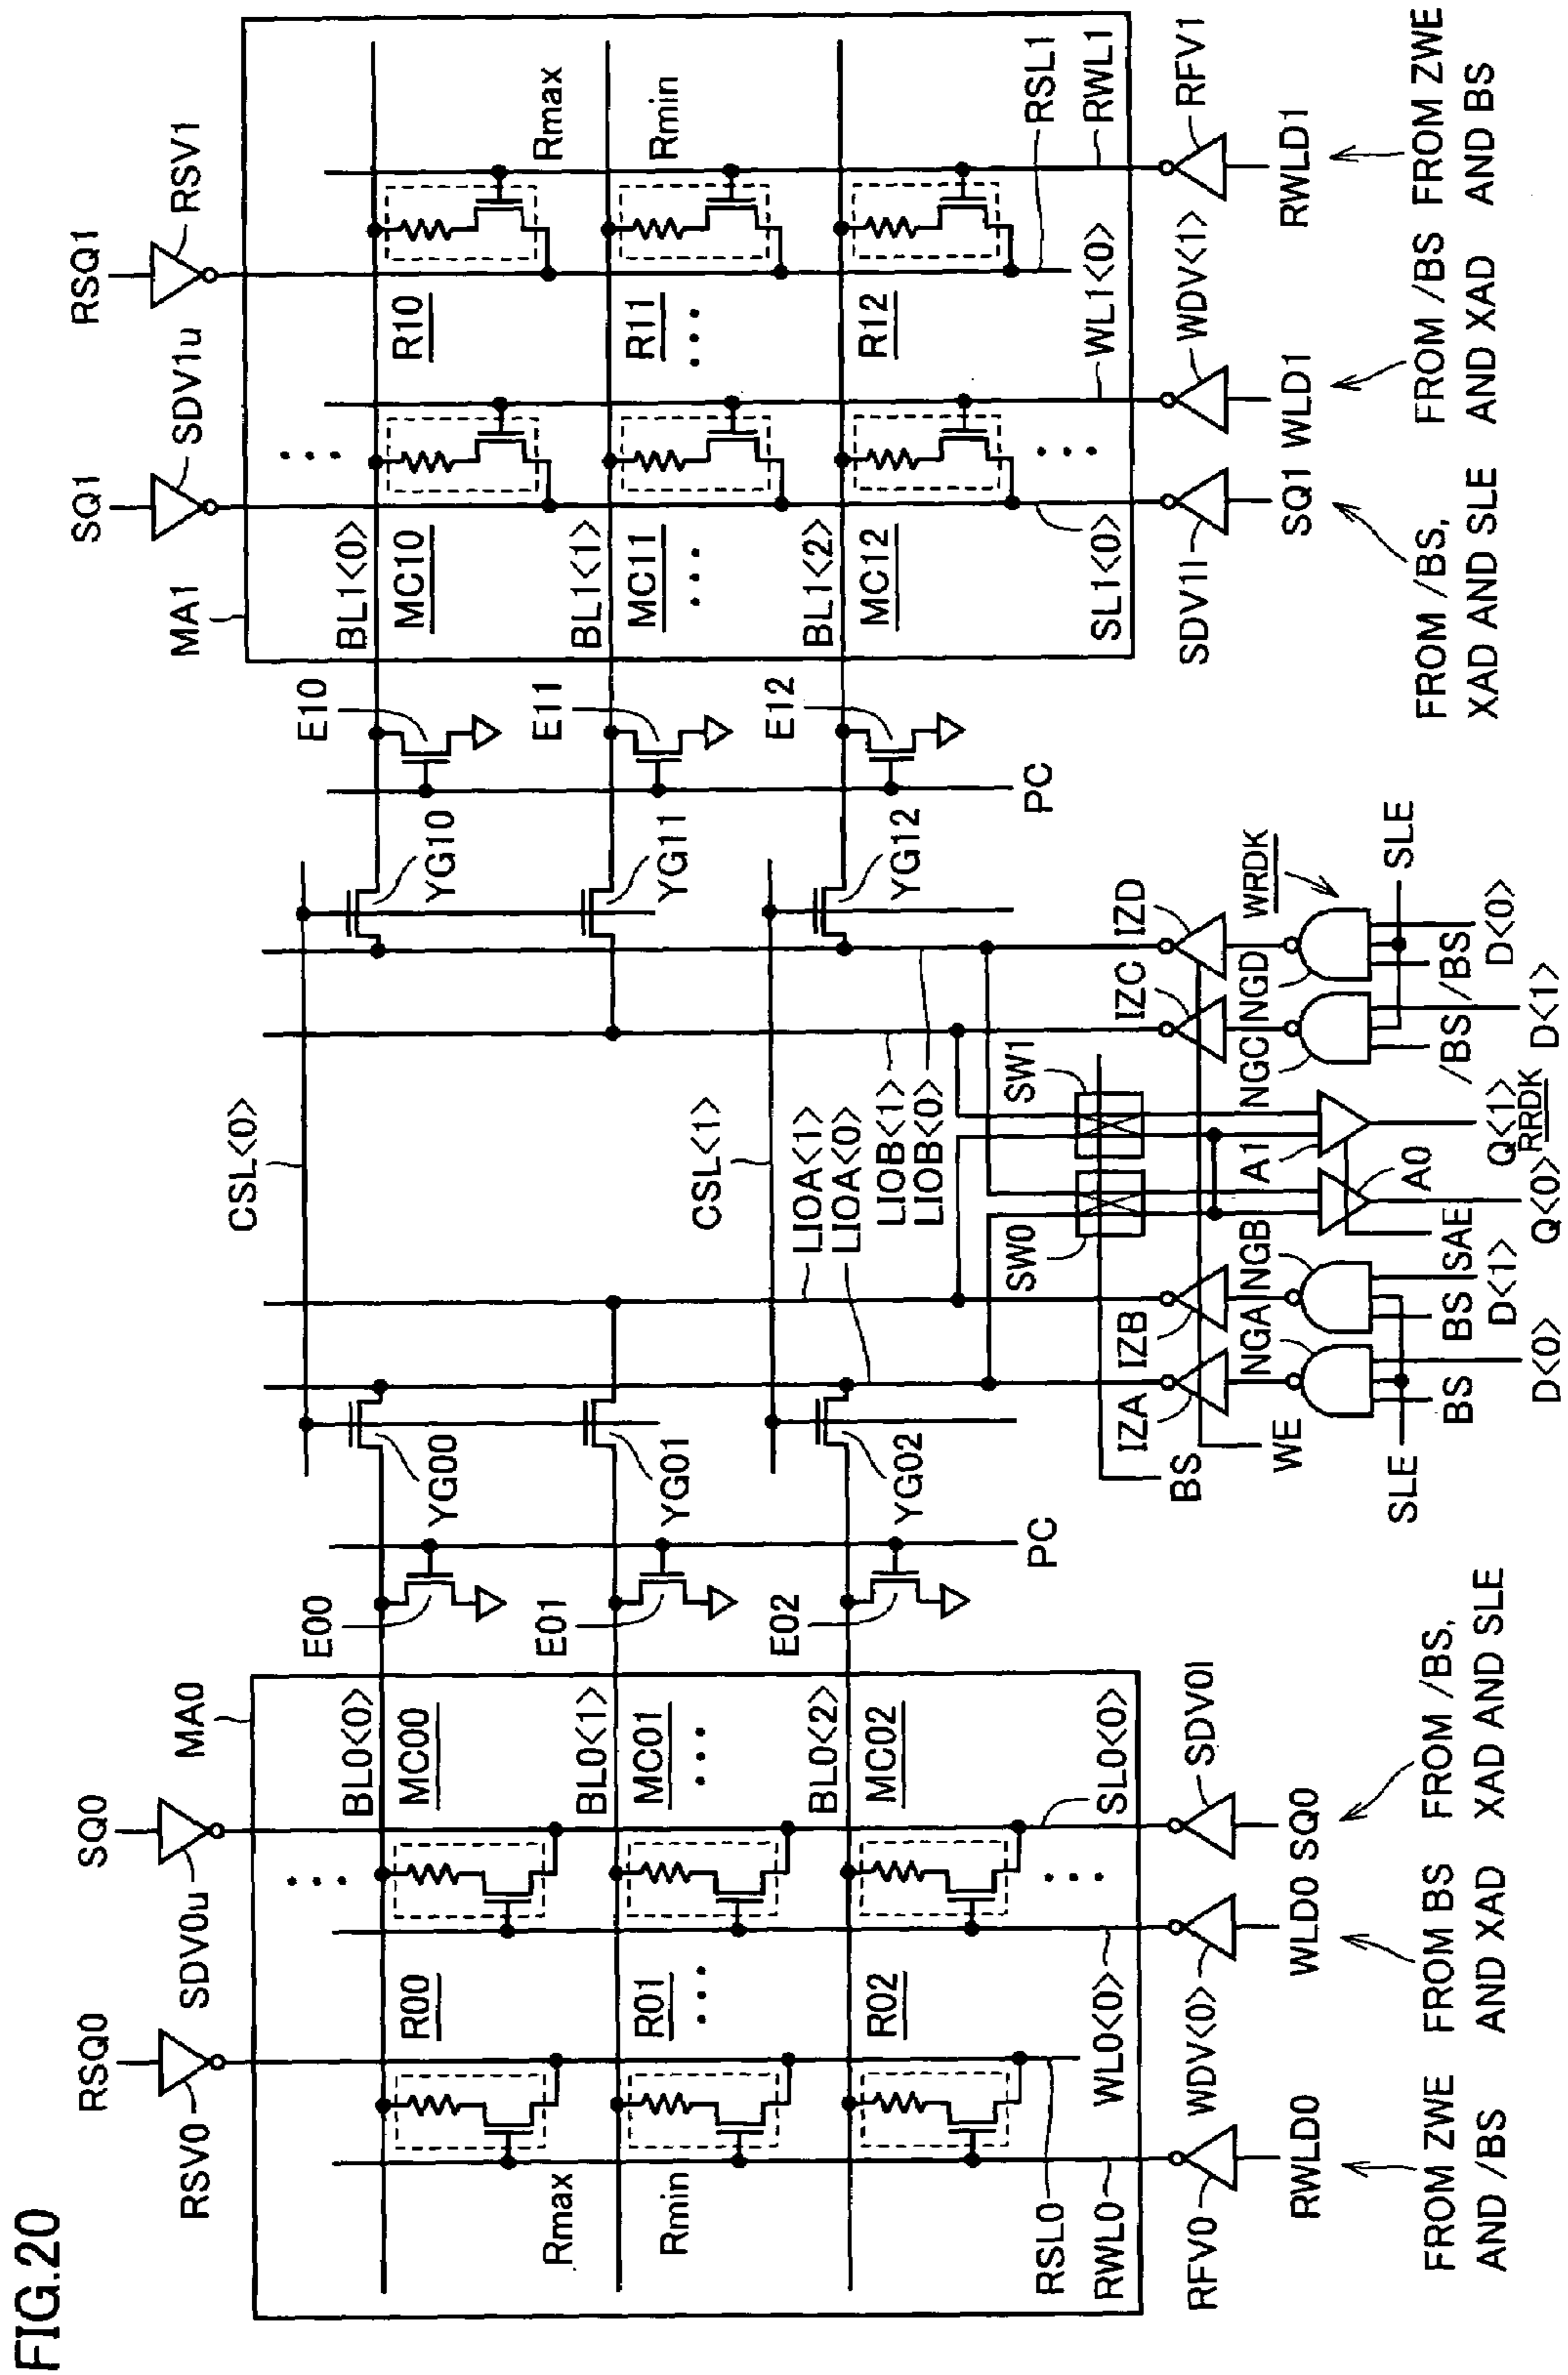 FIG.20
RSQ0
SQ0
RSV0
SDV0u
MA0
BL0<0>
R00
MC00
Rmax
BL0<1>
R01
MC01
Rmin
BL0<2>
R02
MC02
RSL0
RWL0
WL0<0>
SL0<0>
RFV0
WDV<0>
SDV0l
RWLD0
WLD0
SQ0
FROM ZWE
AND /BS
FROM BS
AND XAD
FROM /BS,
XAD AND SLE
E00
E01
E02
PC
YG00
YG01
YG02
CSL<0>
CSL<1>
LIOA<1>
LIOA<0>
LIOB<1>
LIOB<0>
BS
WE
SLE
IZA
IZB
NGA
NGB
BS
D<0>
BS
D<1>
SW0
SW1
SAE
A0
A1
Q<0>
Q<1>
RRDK
IZC
IZD
NGC
NGD
WRDK
/BS
D<1>
/BS
D<0>
SLE
YG10
YG11
YG12
PC
E10
E11
E12
SQ1
RSQ1
SDV1u
RSV1
MA1
BL1<0>
MC10
R10
Rmax
BL1<1>
MC11
R11
Rmin
BL1<2>
MC12
R12
SL1<0>
WL1<0>
RSL1
RWL1
SDV1l
WDV<1>
RFV1
SQ1
WLD1
RWLD1
FROM /BS,
XAD AND SLE
FROM /BS
AND XAD
FROM ZWE
AND BS